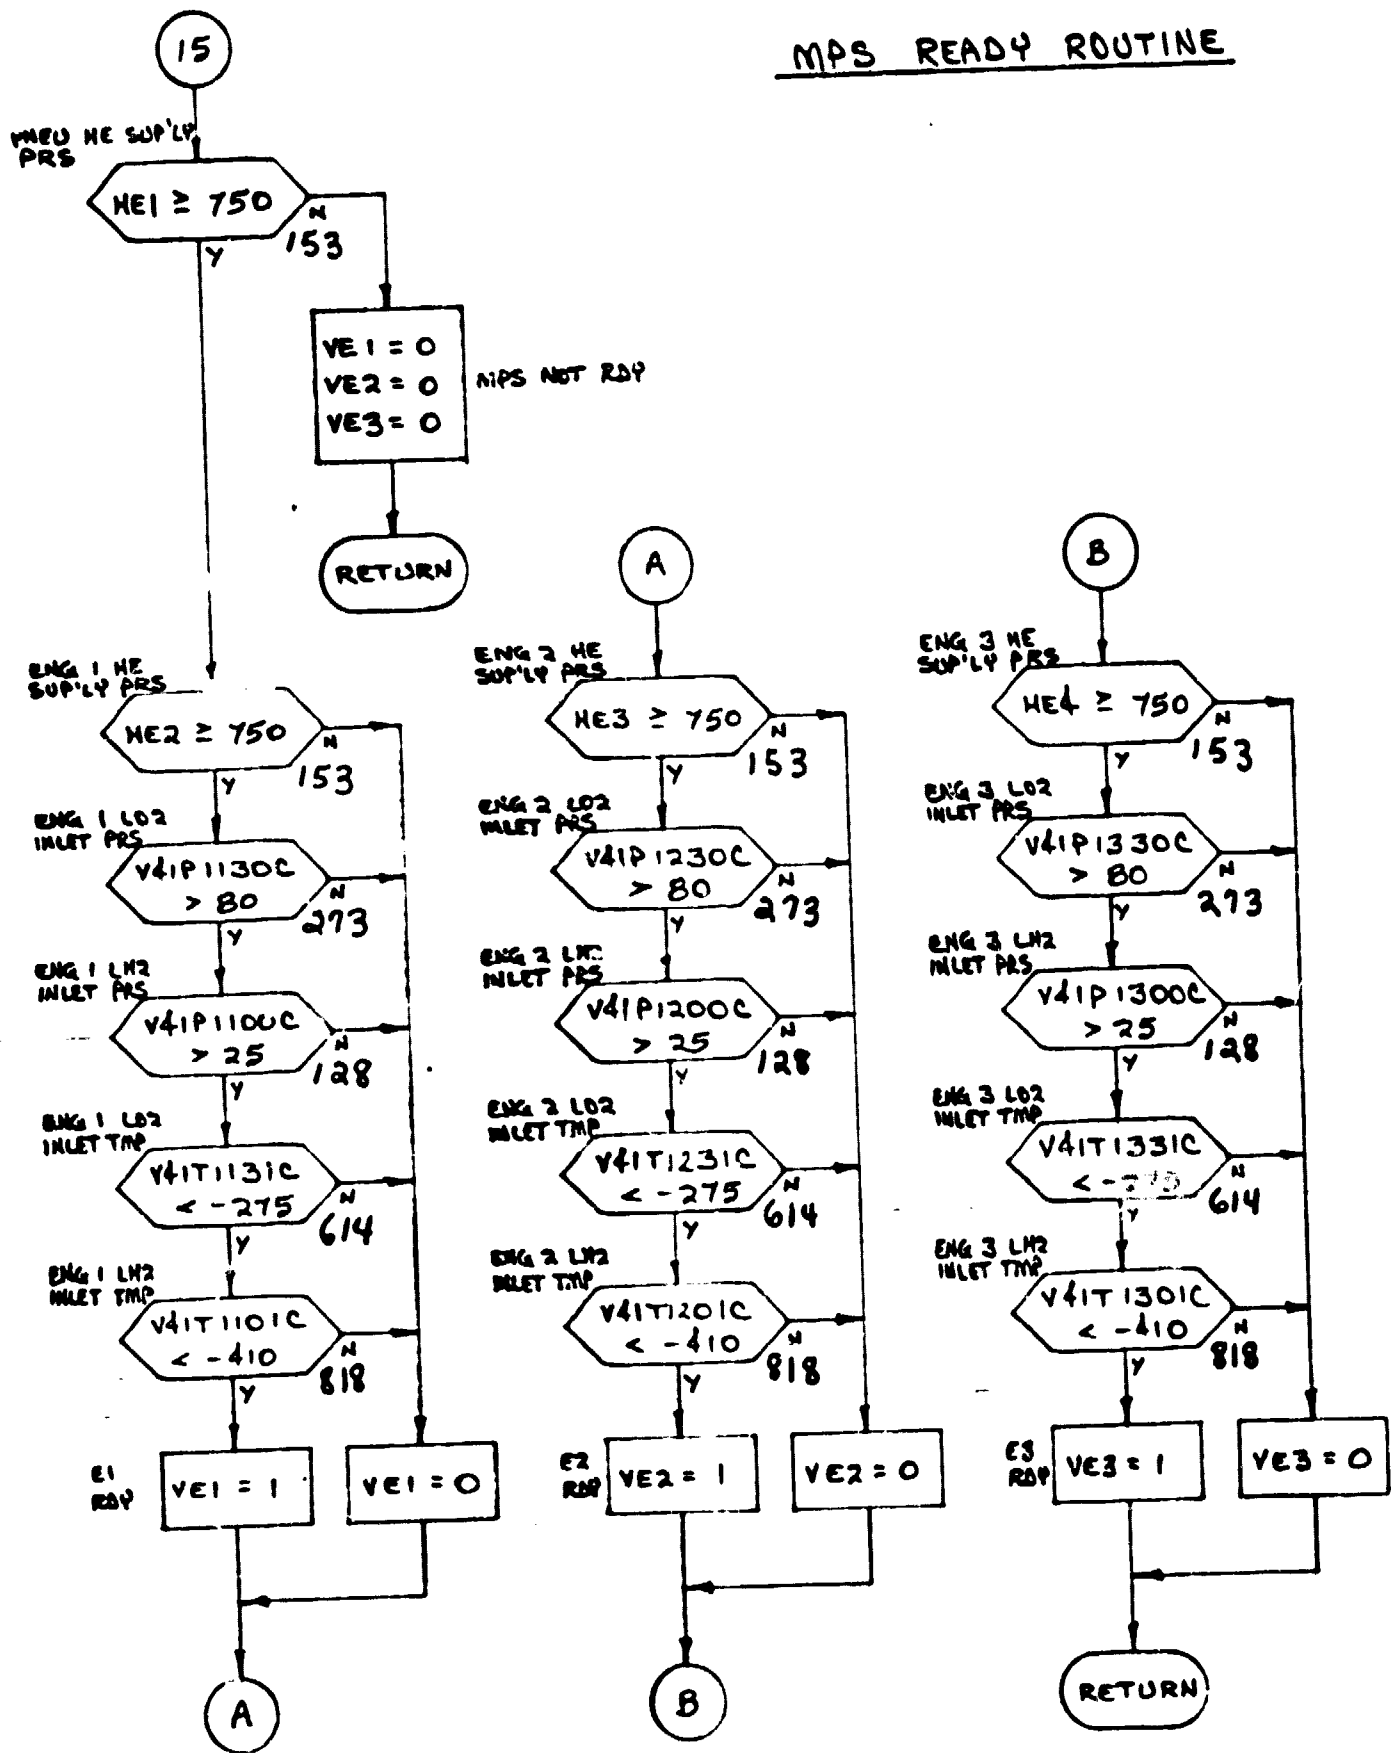 15
MPS READY ROUTINE
PNEU HE SUP'LY
PRS
HE1 ≥ 750
N
153
Y
VE1 = 0
VE2 = 0
VE3 = 0
MPS NOT RDY
RETURN
ENG 1 HE
SUP'LY PRS
HE2 ≥ 750
N
153
Y
ENG 1 LO2
INLET PRS
V41P1130C
> 80
N
273
Y
ENG 1 LH2
INLET PRS
V41P1100C
> 25
N
128
Y
ENG 1 LO2
INLET TMP
V41T1131C
< -275
N
614
Y
ENG 1 LH2
INLET TMP
V41T1101C
< -410
N
818
Y
E1
RDY
VE1 = 1
VE1 = 0
A
A
ENG 2 HE
SUP'LY PRS
HE3 ≥ 750
N
153
Y
ENG 2 LO2
INLET PRS
V41P1230C
> 80
N
273
Y
ENG 2
INLET PRS
V41P1200C
> 25
N
128
Y
ENG 2 LO2
INLET TMP
V41T1231C
< -275
N
614
Y
ENG 2 LH2
INLET TMP
V41T1201C
< -410
N
818
Y
E2
RDY
VE2 = 1
VE2 = 0
B
B
ENG 3 HE
SUP'LY PRS
HE4 ≥ 750
N
153
Y
ENG 3 LO2
INLET PRS
V41P1330C
> 80
N
273
Y
ENG 3 LH2
INLET PRS
V41P1300C
> 25
N
128
Y
ENG 3 LO2
INLET TMP
V41T1331C
<
N
614
Y
ENG 3 LH2
INLET TMP
V41T1301C
< -410
N
818
Y
E3
RDY
VE3 = 1
VE3 = 0
RETURN